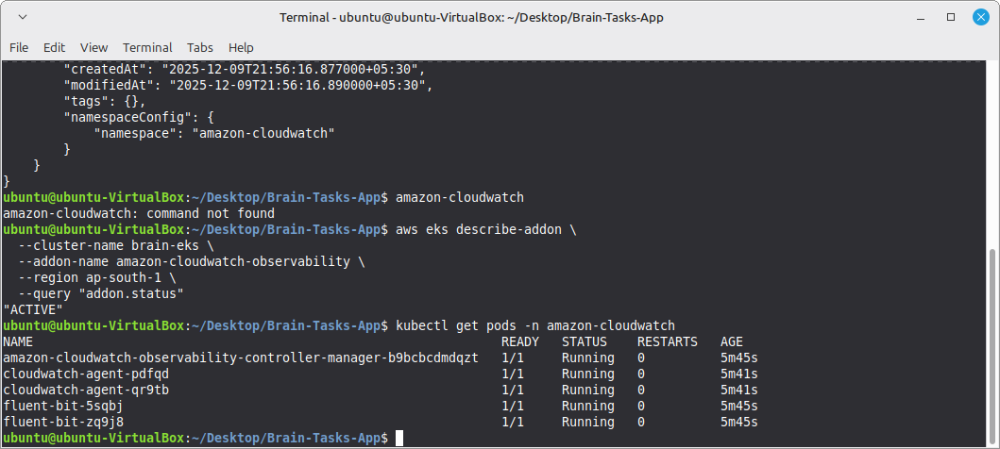 Terminal - ubuntu@ubuntu-VirtualBox: ~/Desktop/Brain-Tasks-App
File Edit View Terminal Tabs Help
        "createdAt": "2025-12-09T21:56:16.877000+05:30",
        "modifiedAt": "2025-12-09T21:56:16.890000+05:30",
        "tags": {},
        "namespaceConfig": {
            "namespace": "amazon-cloudwatch"
        }
    }
}
ubuntu@ubuntu-VirtualBox:~/Desktop/Brain-Tasks-App$ amazon-cloudwatch
amazon-cloudwatch: command not found
ubuntu@ubuntu-VirtualBox:~/Desktop/Brain-Tasks-App$ aws eks describe-addon \
  --cluster-name brain-eks \
  --addon-name amazon-cloudwatch-observability \
  --region ap-south-1 \
  --query "addon.status"
"ACTIVE"
ubuntu@ubuntu-VirtualBox:~/Desktop/Brain-Tasks-App$ kubectl get pods -n amazon-cloudwatch
NAME                                                              READY   STATUS    RESTARTS   AGE
amazon-cloudwatch-observability-controller-manager-b9bcbcdmdqzt   1/1     Running   0          5m45s
cloudwatch-agent-pdfqd                                            1/1     Running   0          5m41s
cloudwatch-agent-qr9tb                                            1/1     Running   0          5m41s
fluent-bit-5sqbj                                                  1/1     Running   0          5m45s
fluent-bit-zq9j8                                                  1/1     Running   0          5m45s
ubuntu@ubuntu-VirtualBox:~/Desktop/Brain-Tasks-App$